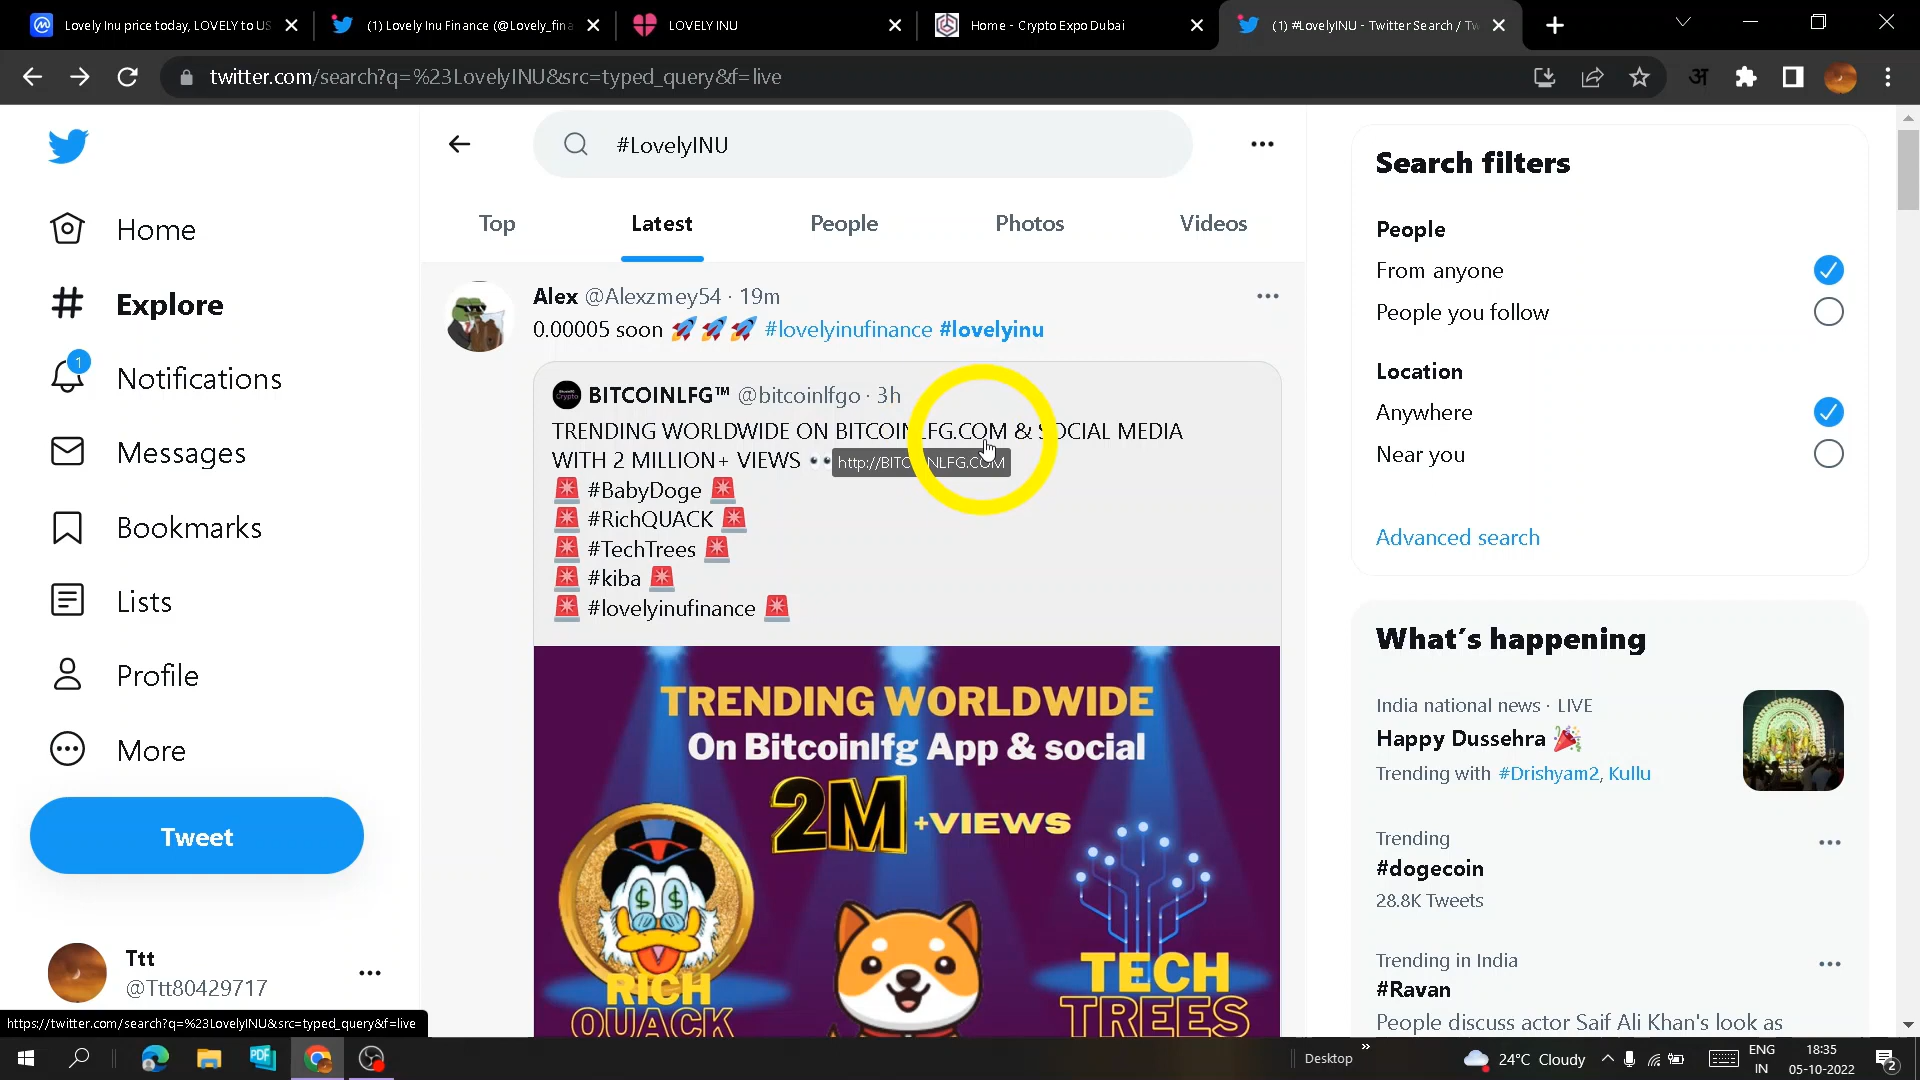 Lovely Inu price today, LOVELY to US
(1) Lovely Inu Finance (@Lovely_fina
LOVELY INU
Home - Crypto Expo Dubai
(1) #LovelyINU - Twitter Search / Tw
twitter.com/search?q=%23LovelyINU&src=typed_query&f=live
अ
#LovelyINU
Top
Latest
People
Photos
Videos
Home
Explore
1
Notifications
Messages
Bookmarks
Lists
Profile
More
Tweet
Ttt
@Ttt80429717
https://twitter.com/search?q=%23LovelyINU&src=typed_query&f=live
Alex @Alexzmey54 · 19m
0.00005 soon 🚀🚀🚀 #lovelyinufinance #lovelyinu
BITCOINLFG™ @bitcoinlfgo · 3h
TRENDING WORLDWIDE ON BITCOINLFG.COM & SOCIAL MEDIA
WITH 2 MILLION+ VIEWS 👀
http://BITCOINLFG.COM
🚨 #BabyDoge 🚨
🚨 #RichQUACK 🚨
🚨 #TechTrees 🚨
🚨 #kiba 🚨
🚨 #lovelyinufinance 🚨
TRENDING WORLDWIDE
On Bitcoinlfg App & social
2M +VIEWS
RICH
QUACK
TECH
TREES
Search filters
People
From anyone
People you follow
Location
Anywhere
Near you
Advanced search
What's happening
India national news · LIVE
Happy Dussehra 🎉
Trending with #Drishyam2, Kullu
Trending
#dogecoin
28.8K Tweets
Trending in India
#Ravan
People discuss actor Saif Ali Khan's look as
PDF
Desktop
24°C Cloudy
ENG
IN
18:35
05-10-2022
2